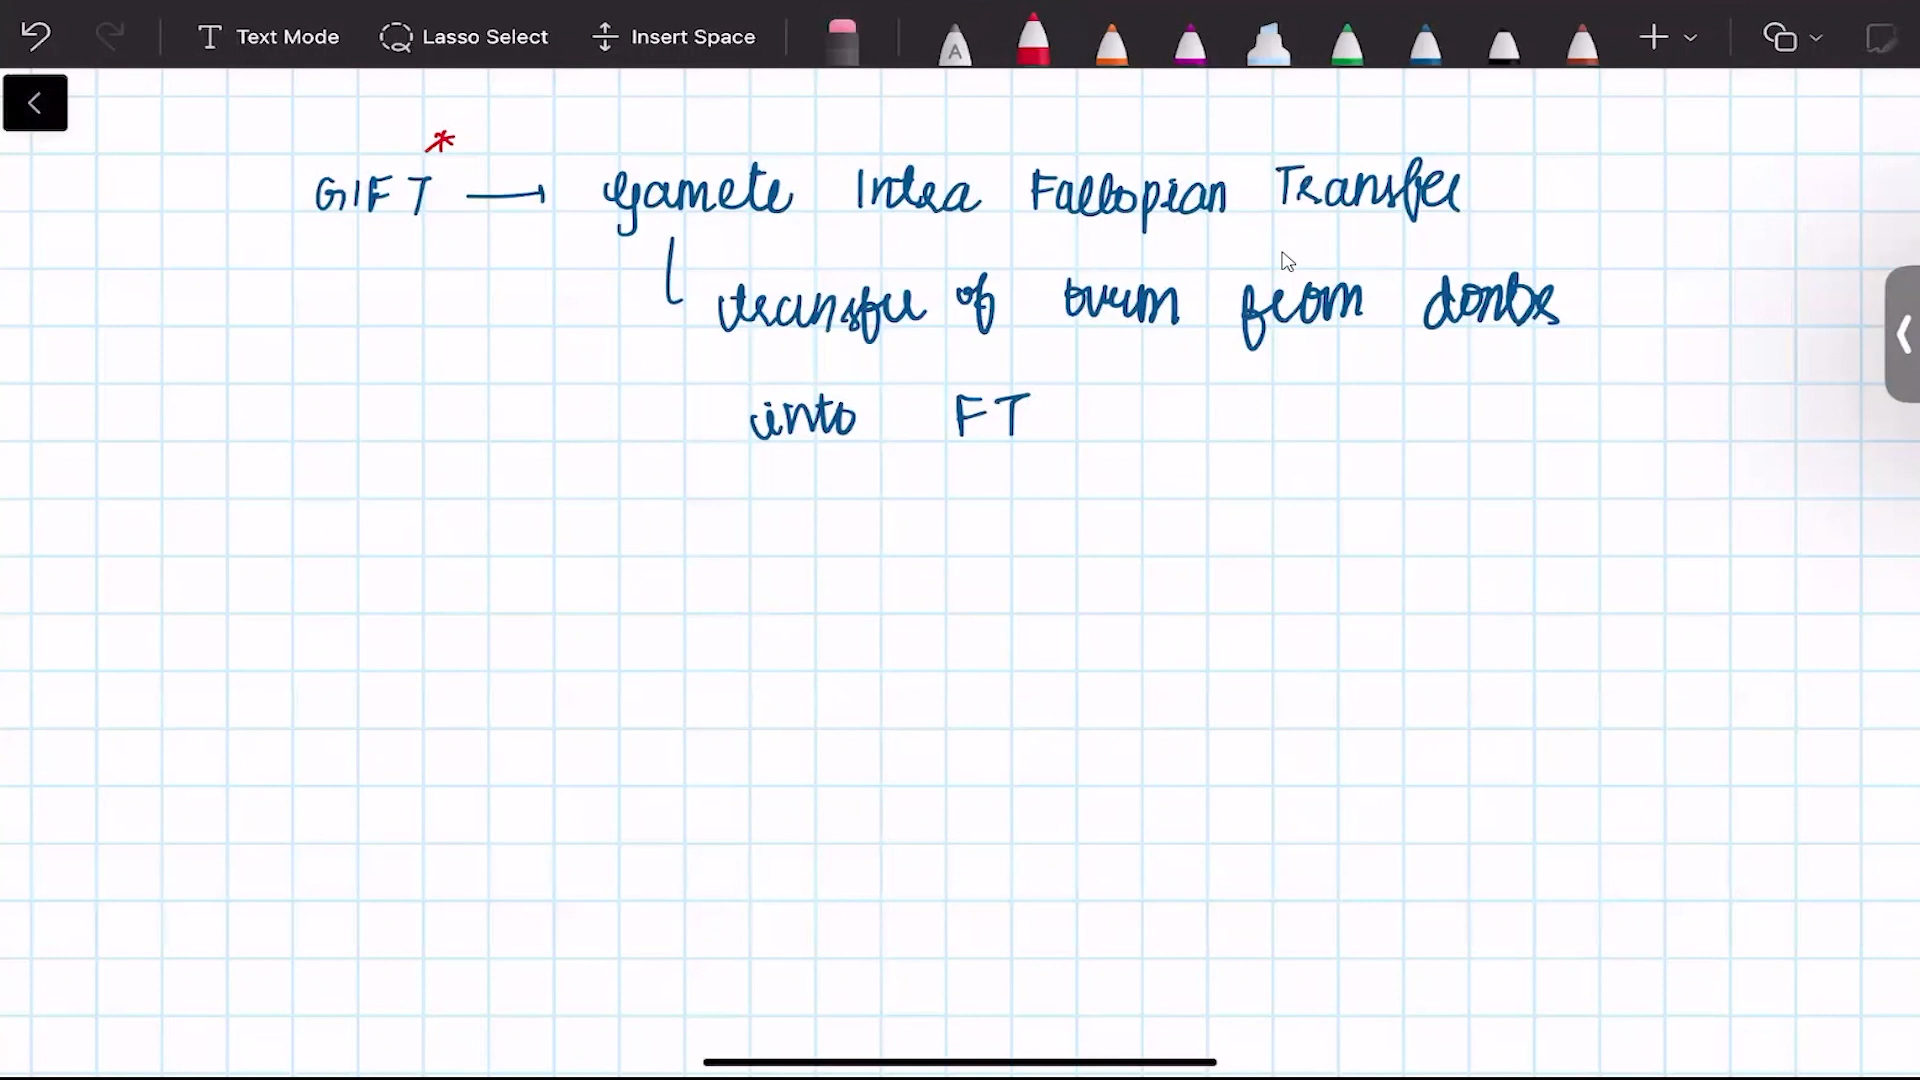 Text Mode Lasso Select Insert Space
A
*
GIFT → Gamete Intra Fallopian Transfer
transfer of ovum from donor
into FT